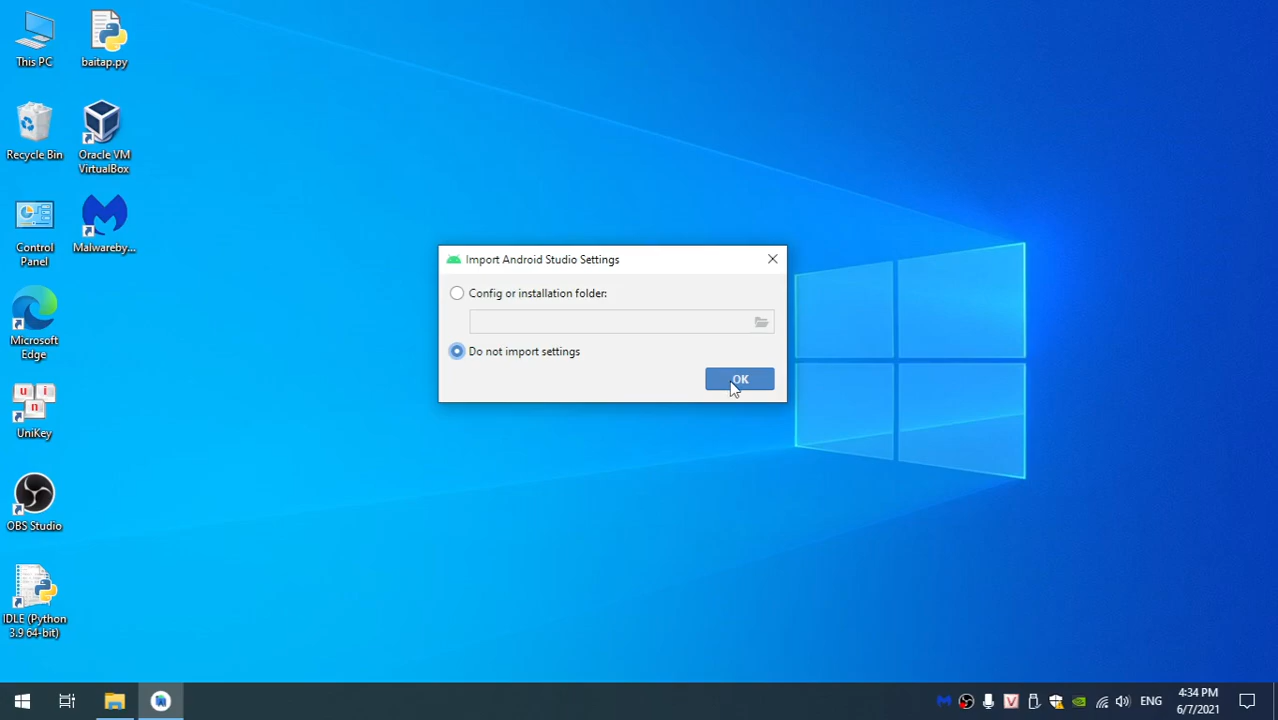 This PC
baitap.py
Recycle Bin
Oracle VM
VirtualBox
Control
Panel
Malwareby...
Microsoft
Edge
u i
n
UniKey
OBS Studio
IDLE (Python
3.9 64-bit)
Import Android Studio Settings
Config or installation folder:
Do not import settings
OK
V
ENG
4:34 PM
6/7/2021